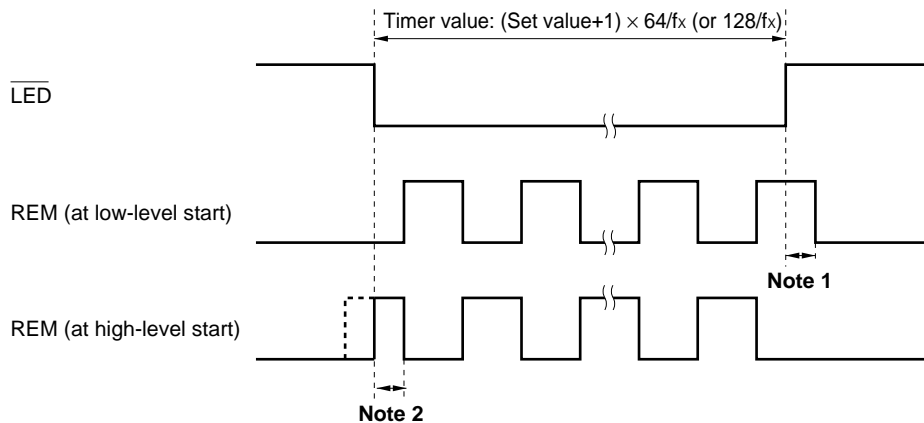 Timer value: (Set value+1) × 64/fx (or 128/fx)
LED
REM (at low-level start)
Note 1
REM (at high-level start)
Note 2